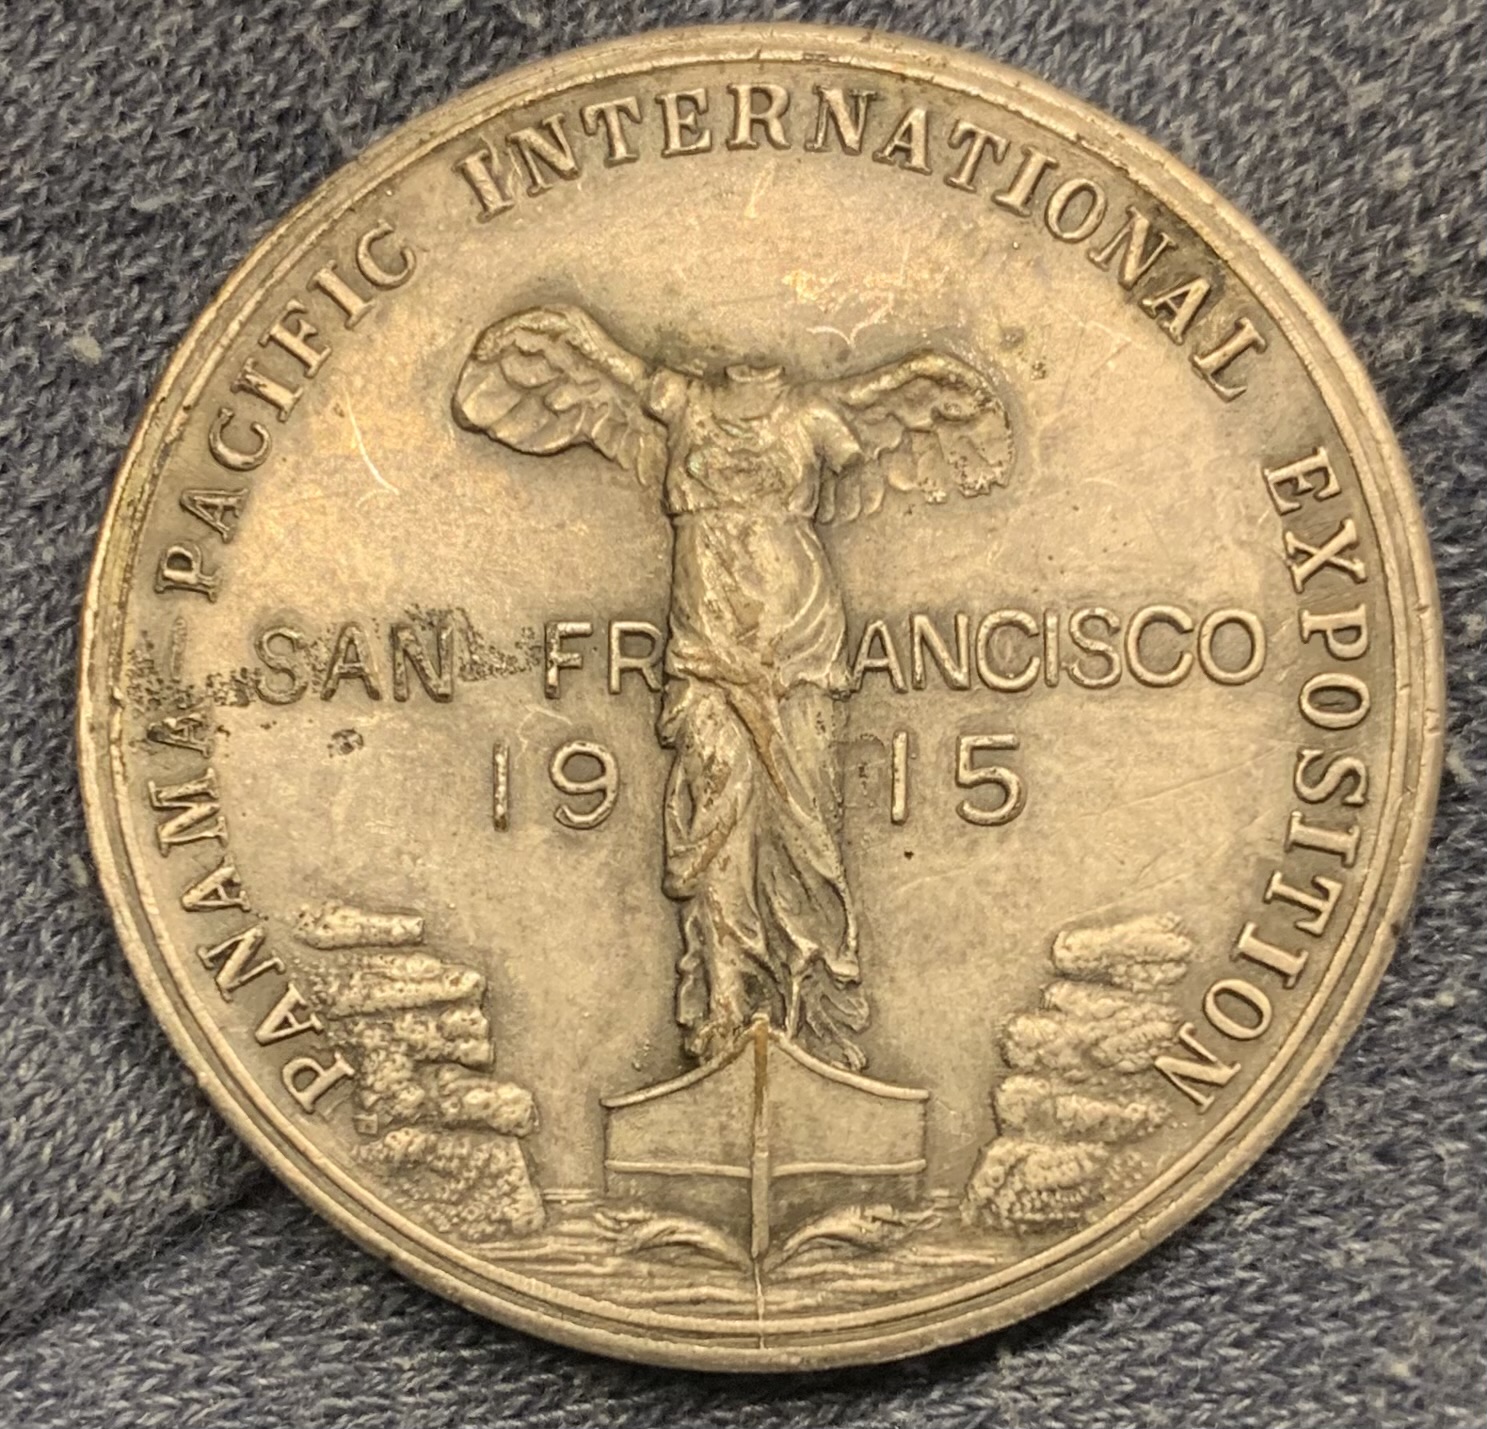 PANAMA PACIFIC INTERNATIONAL EXPOSITION
SAN FRANCISCO
1915